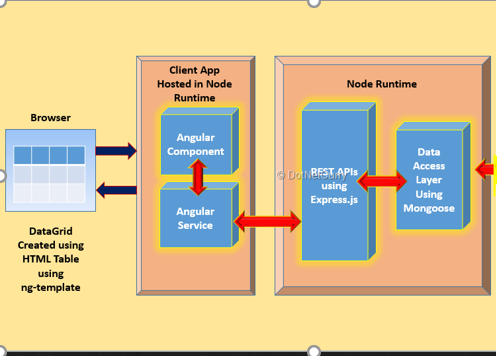 Browser
DataGrid
Created using
HTML Table
using
ng-template
Client App
Hosted in Node
Runtime
Angular
Component
Angular
Service
Node Runtime
REST APIs
using
Express.js
Data
Access
Layer
Using
Mongoose